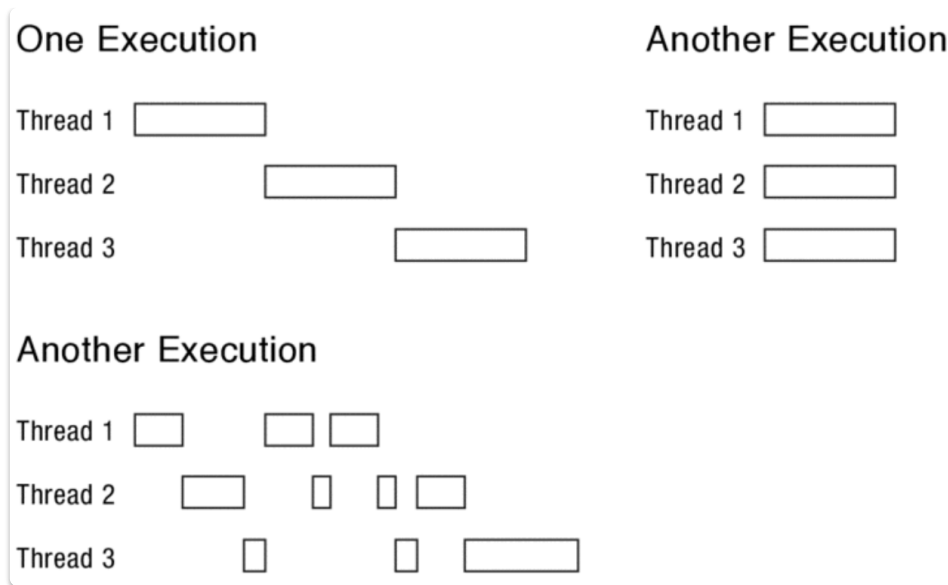 One Execution
Thread 1
Thread 2
Thread 3
Another Execution
Thread 1
Thread 2
Thread 3
Another Execution
Thread 1
Thread 2
Thread 3